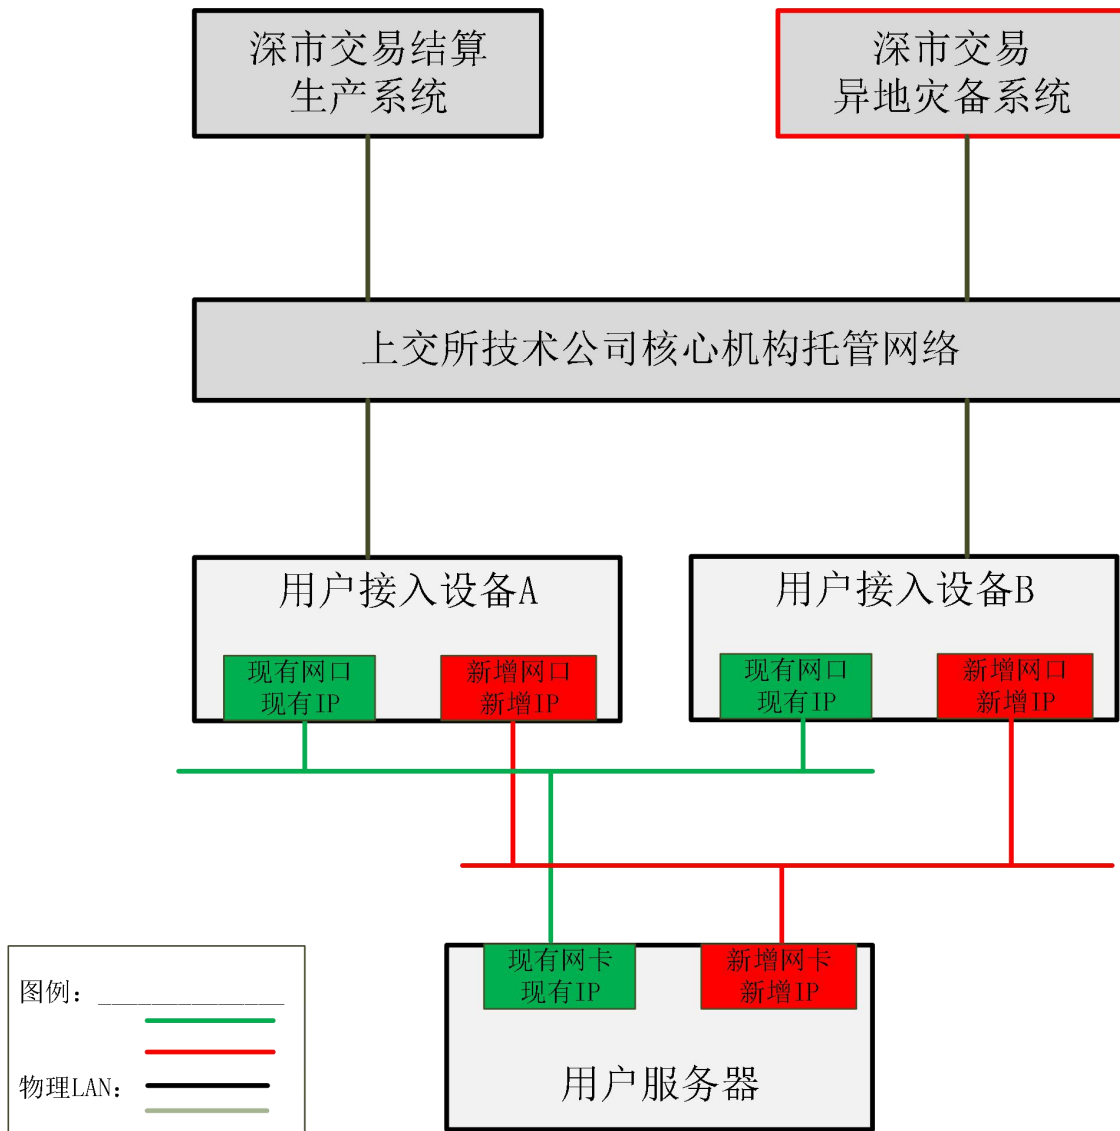 深市交易结算
生产系统
深市交易
异地灾备系统
上交所技术公司核心机构托管网络
用户接入设备A
现有网口
现有IP
新增网口
新增IP
用户接入设备B
现有网口
现有IP
新增网口
新增IP
现有网卡
现有IP
新增网卡
新增IP
用户服务器
图例：
物理LAN：